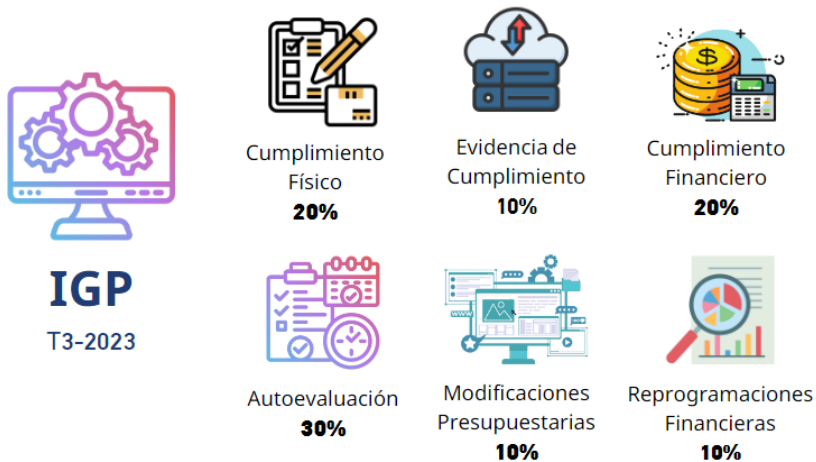 IGP
T3-2023
Cumplimiento
Físico
20%
Evidencia de
Cumplimiento
10%
Cumplimiento
Financiero
20%
Autoevaluación
30%
Modificaciones
Presupuestarias
10%
Reprogramaciones
Financieras
10%